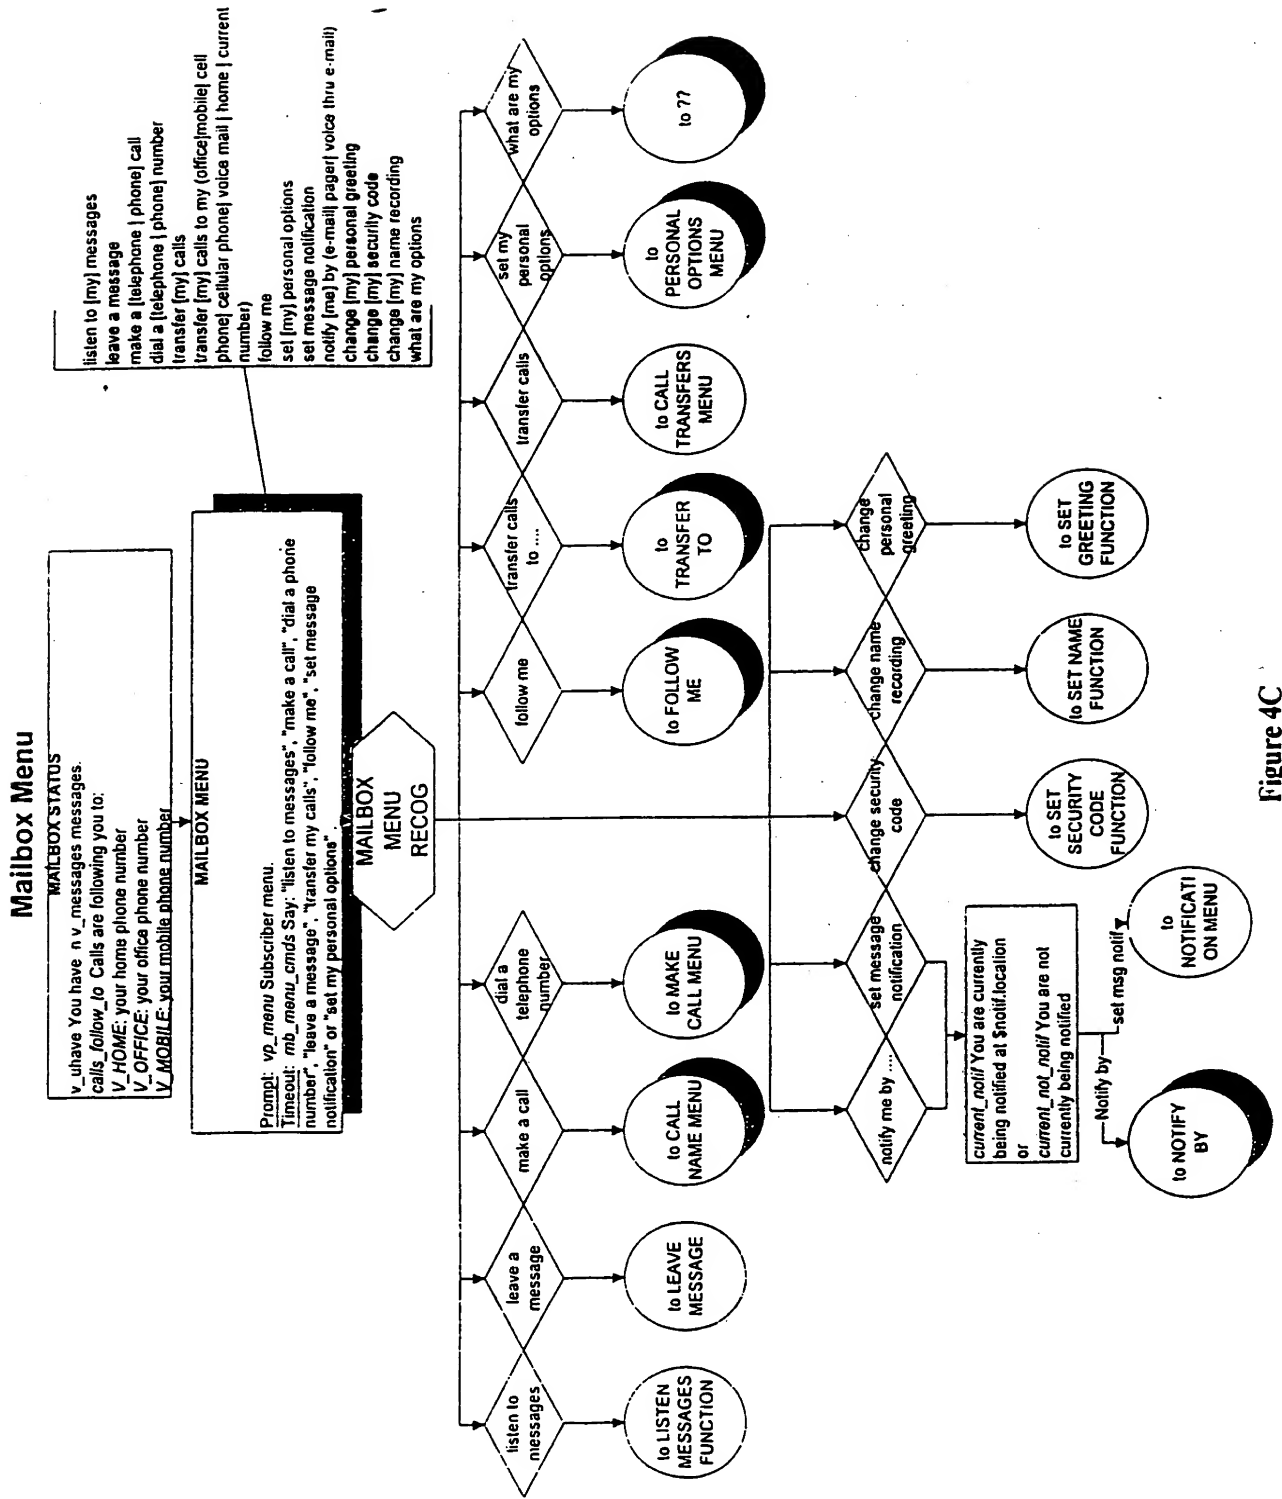 Mailbox Menu
MAILBOX STATUS
v_uhave You have n v_messages messages.
calls_follow_to Calls are following you to:
V_HOME: your home phone number
V_OFFICE: your office phone number
V_MOBILE: your mobile phone number
MAILBOX MENU
Prompt: vp_menu Subscriber menu.
Timeout: mb_menu_cmds Say: "listen to messages", "make a call", "dial a phone
number", "leave a message", "transfer my calls", "follow me", "set message
notification" or "set my personal options".
MAILBOX
MENU
RECOG
listen to [my] messages
leave a message
make a [telephone | phone] call
dial a [telephone | phone] number
transfer [my] calls
transfer [my] calls to my (office|mobile| cell
phone| cellular phone| voice mail | home | current
number)
follow me
set [my] personal options
set message notification
notify [me] by (e-mail| pager| voice thru e-mail)
change [my] personal greeting
change [my] security code
change [my] name recording
what are my options
listen to
messages
leave a
message
make a call
dial a
telephone
number
follow me
transfer calls
to ....
transfer calls
set my
personal
options
what are my
options
to LISTEN
MESSAGES
FUNCTION
to LEAVE
MESSAGE
to CALL
NAME MENU
to MAKE
CALL MENU
to FOLLOW
ME
to
TRANSFER
TO
to CALL
TRANSFERS
MENU
to
PERSONAL
OPTIONS
MENU
to ??
notify me by ....
set message
notification
change security
code
change name
recording
change
personal
greeting
current_notif You are currently
being notified at $notif.location
or
current_not_notif You are not
currently being notified
Notify by
set msg notif
to NOTIFY
BY
to
NOTIFICATI
ON MENU
to SET
SECURITY
CODE
FUNCTION
to SET NAME
FUNCTION
to SET
GREETING
FUNCTION
Figure 4C